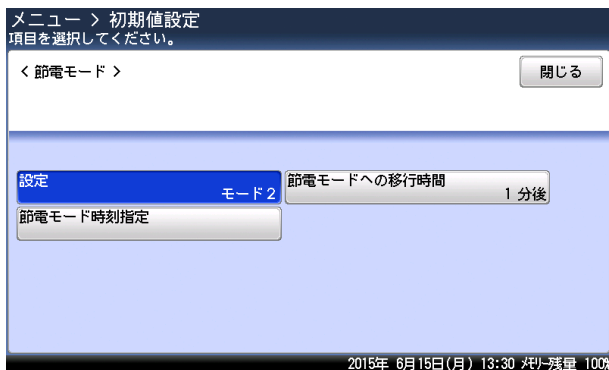 メニュー > 初期値設定
項目を選択してください。
< 節電モード >
閉じる
設定
モード2
節電モードへの移行時間
1 分後
節電モード時刻指定
2015年 6月15日(月) 13:30 メモリー残量 100%